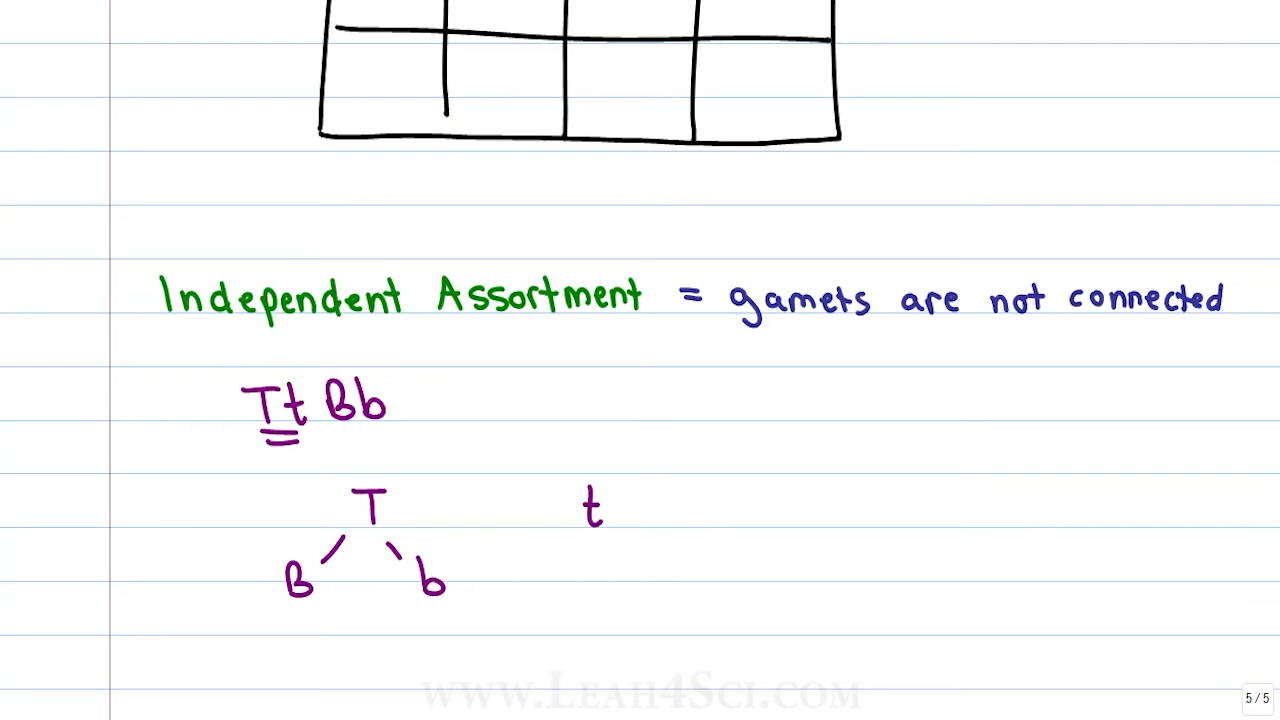 Independent Assortment = gamets are not connected
Tt Bb
T t
B b
www.Leah4Sci.com
5 / 5